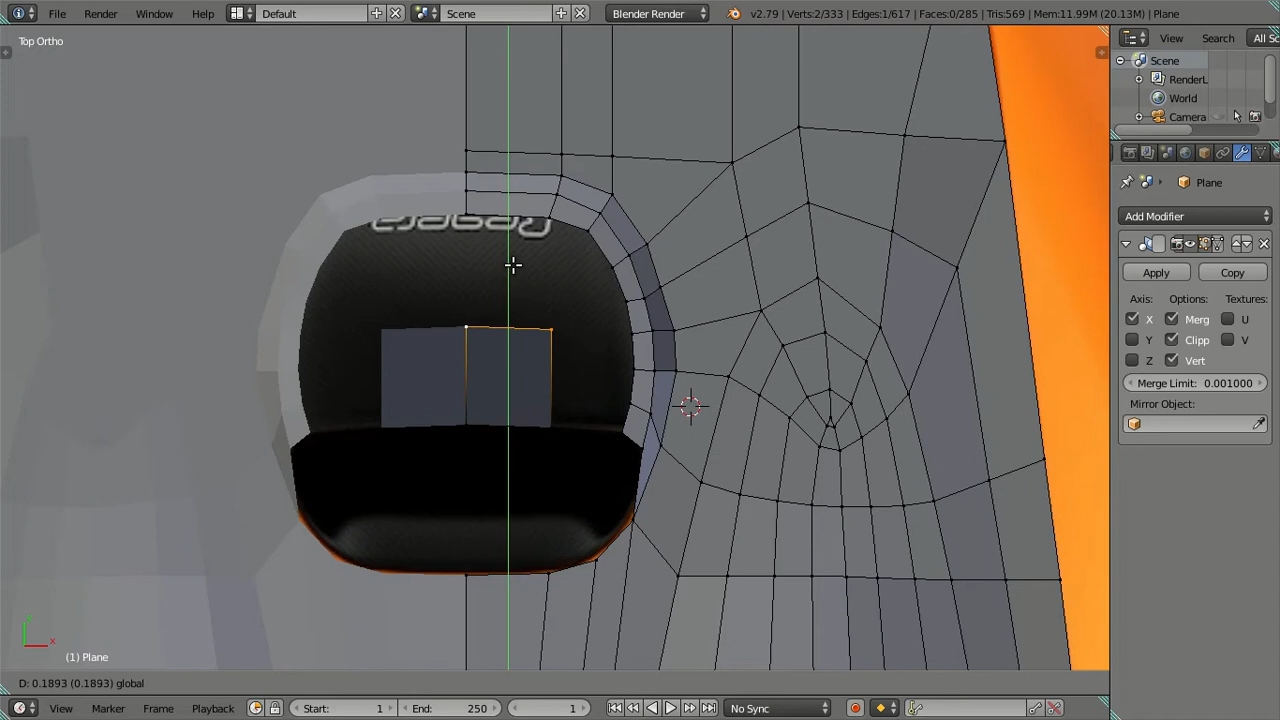 File Render Window Help Default Scene Blender Render v2.79 | Verts:2/333 | Edges:1/617 | Faces:0/285 | Tris:569 | Mem:11.99M (20.13M) | Plane
Top Ortho
View Search All Sc
Scene
RenderL
World
Camera
Plane
Add Modifier
Apply Copy
Axis: Options: Textures:
X Merg U
Y Clipp V
Z Vert
Merge Limit: 0.001000
Mirror Object:
y
x
(1) Plane
D: 0.1893 (0.1893) global
View Marker Frame Playback Start: 1 End: 250 1 No Sync